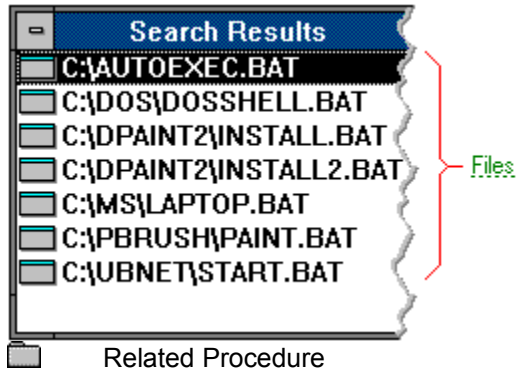 Search Results
C:\AUTOEXEC.BAT
C:\DOS\DOSSHELL.BAT
C:\DPAINT2\INSTALL.BAT
C:\DPAINT2\INSTALL2.BAT
C:\MS\LAPTOP.BAT
C:\PBRUSH\PAINT.BAT
C:\UBNET\START.BAT
Files
Related Procedure